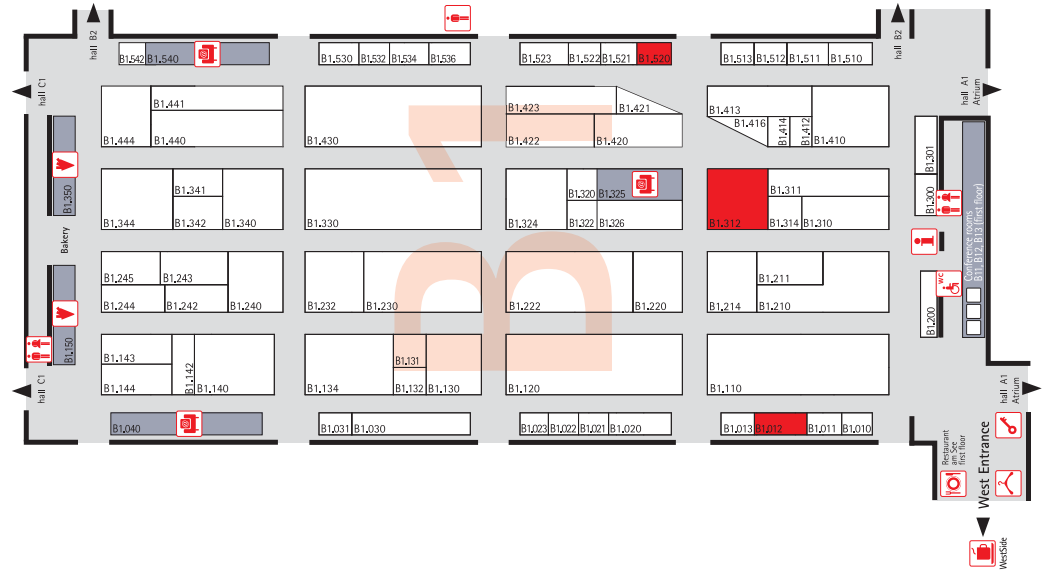 hall B2
hall B2
hall C1
hall A1
Atrium
B1.542
B1.540
B1.530
B1.532
B1.534
B1.536
B1.523
B1.522
B1.521
B1.520
B1.513
B1.512
B1.511
B1.510
B1
B1.441
B1.444
B1.440
B1.430
B1.423
B1.421
B1.422
B1.420
B1.413
B1.416
B1.414
B1.412
B1.410
B1.350
B1.301
B1.300
B1.341
B1.344
B1.342
B1.340
B1.330
B1.324
B1.320
B1.325
B1.322
B1.326
B1.312
B1.311
B1.314
B1.310
Bakery
Conference rooms
B11, B12, B13 (first floor)
WC
B1.245
B1.243
B1.244
B1.242
B1.240
B1.232
B1.230
B1.222
B1.220
B1.211
B1.214
B1.210
B1.200
B1.150
B1.143
B1.144
B1.142
B1.140
B1.134
B1.131
B1.132
B1.130
B1.120
B1.110
hall C1
hall A1
Atrium
B1.040
B1.031
B1.030
B1.023
B1.022
B1.021
B1.020
B1.013
B1.012
B1.011
B1.010
Restaurant
am See
first floor
West Entrance
WestSide